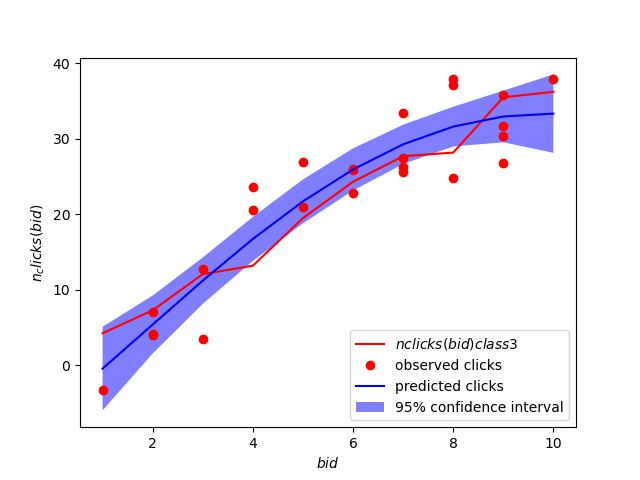 40
30
20
10
0
n_clicks(bid)
nclicks(bid)class3
observed clicks
predicted clicks
95% confidence interval
2 4 6 8 10
bid